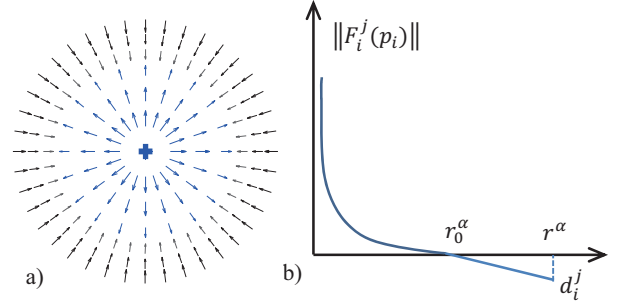 ‖F_i^j(p_i)‖
r_0^α
r^α
d_i^j
a)
b)